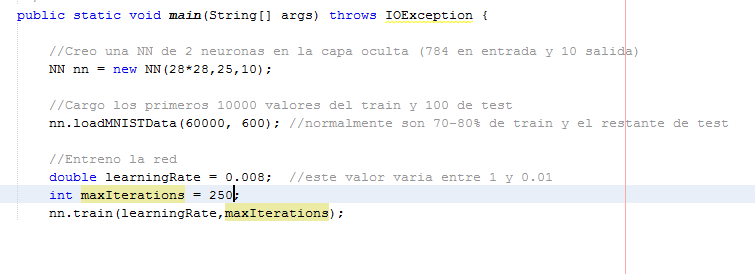 public static void main(String[] args) throws IOException {
//Creo una NN de 2 neuronas en la capa oculta (784 en entrada y 10 salida)
NN nn = new NN(28*28,25,10);
//Cargo los primeros 10000 valores del train y 100 de test
nn.loadMNISTData(60000, 600); //normalmente son 70-80% de train y el restante de test
//Entreno la red
double learningRate = 0.008;  //este valor varia entre 1 y 0.01
int maxIterations = 250;
nn.train(learningRate,maxIterations);